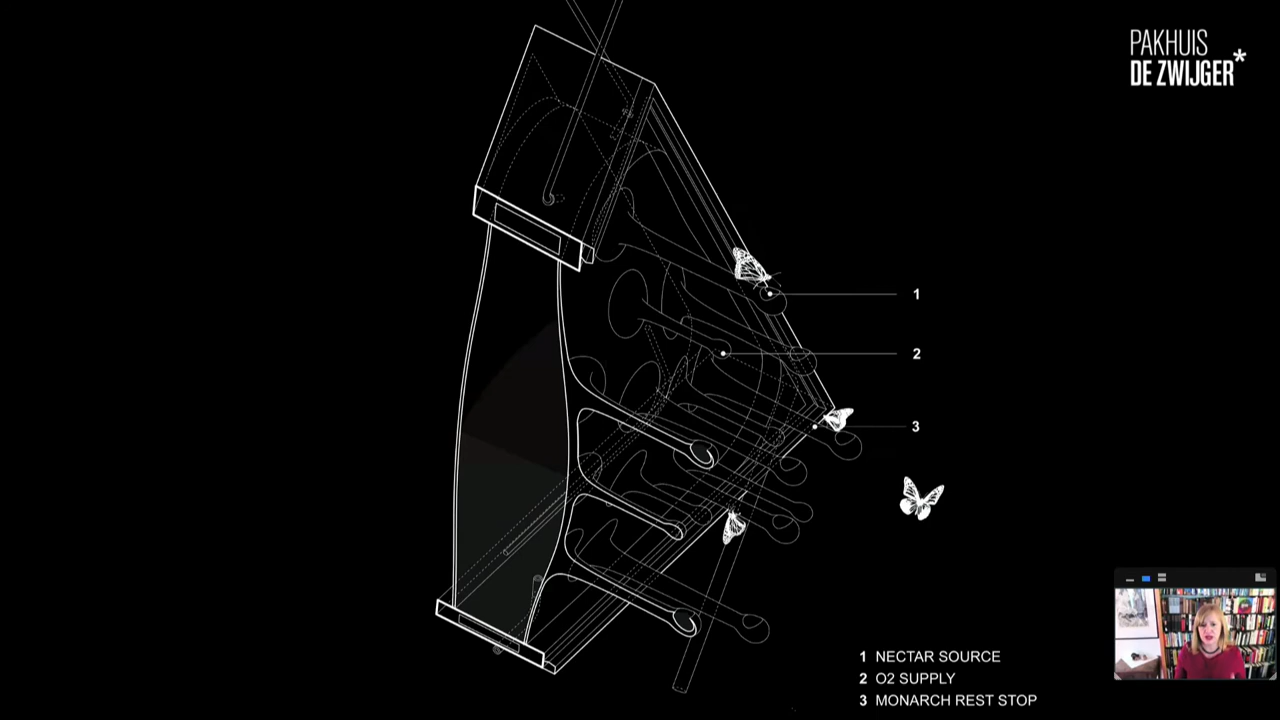 PAKHUIS
DE ZWIJGER*
1
2
3
1 NECTAR SOURCE
2 O2 SUPPLY
3 MONARCH REST STOP